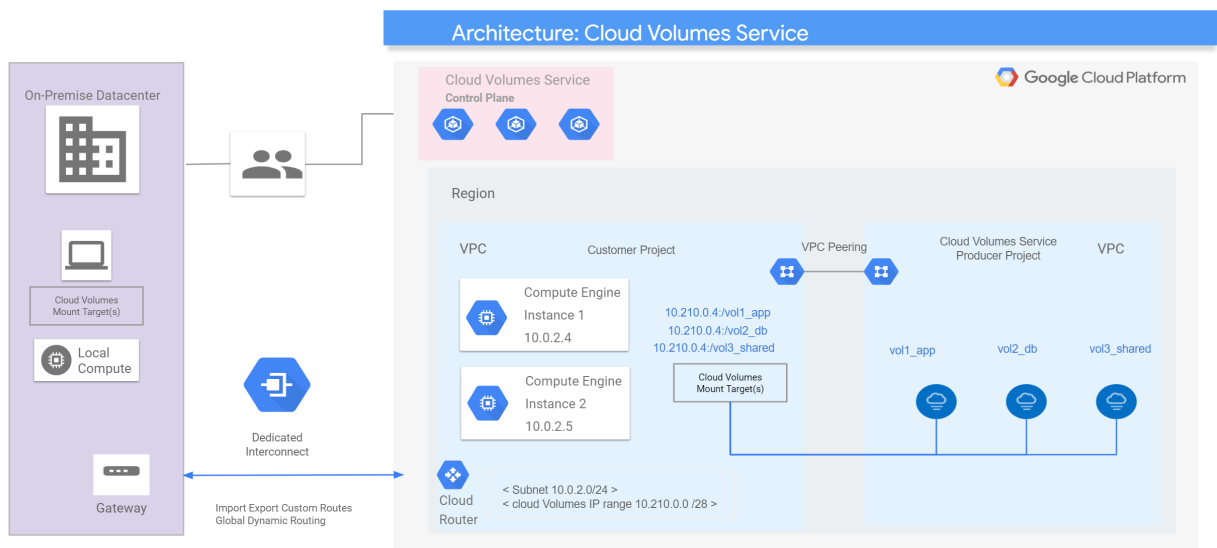 Architecture: Cloud Volumes Service
On-Premise Datacenter
Cloud Volumes
Mount Target(s)
Local
Compute
Gateway
Dedicated
Interconnect
Import Export Custom Routes
Global Dynamic Routing
Cloud Volumes Service
Control Plane
Google Cloud Platform
Region
VPC
Customer Project
Compute Engine
Instance 1
10.0.2.4
Compute Engine
Instance 2
10.0.2.5
10.210.0.4:/vol1_app
10.210.0.4:/vol2_db
10.210.0.4:/vol3_shared
Cloud Volumes
Mount Target(s)
Cloud
Router
< Subnet 10.0.2.0/24 >
< cloud Volumes IP range 10.210.0.0 /28 >
VPC Peering
Cloud Volumes Service
Producer Project
VPC
vol1_app
vol2_db
vol3_shared